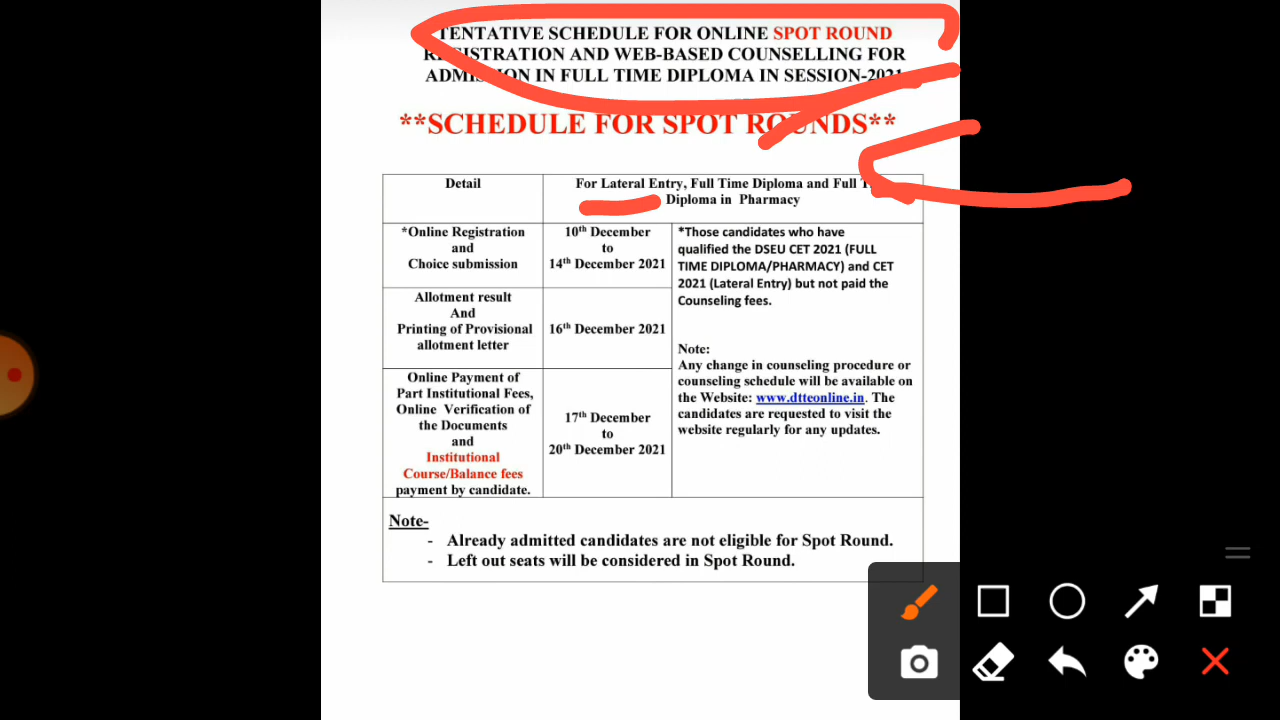 TENTATIVE SCHEDULE FOR ONLINE SPOT ROUND
REGISTRATION AND WEB-BASED COUNSELLING FOR
ADMISSION IN FULL TIME DIPLOMA IN SESSION-2021
**SCHEDULE FOR SPOT ROUNDS**
Detail
For Lateral Entry, Full Time Diploma and Full
Diploma in Pharmacy
*Online Registration
and
Choice submission
10th December
to
14th December 2021
*Those candidates who have
qualified the DSEU CET 2021 (FULL
TIME DIPLOMA/PHARMACY) and CET
2021 (Lateral Entry) but not paid the
Counseling fees.
Allotment result
And
Printing of Provisional
allotment letter
16th December 2021
Note:
Any change in counseling procedure or
counseling schedule will be available on
the Website: www.dtteonline.in. The
candidates are requested to visit the
website regularly for any updates.
Online Payment of
Part Institutional Fees,
Online Verification of
the Documents
and
Institutional
Course/Balance fees
payment by candidate.
17th December
to
20th December 2021
Note-
- Already admitted candidates are not eligible for Spot Round.
- Left out seats will be considered in Spot Round.